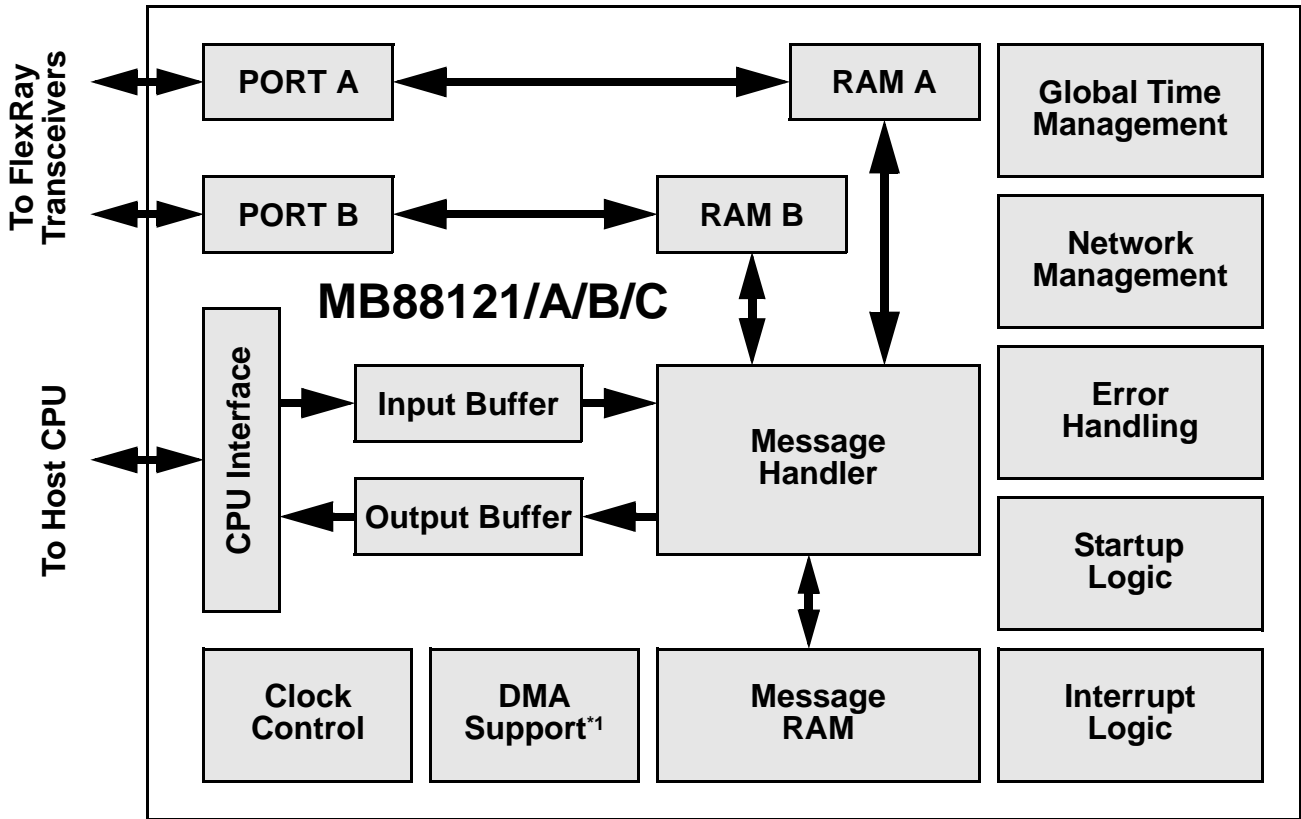 To FlexRay
Transceivers
PORT A
RAM A
Global Time
Management
PORT B
RAM B
Network
Management
MB88121/A/B/C
To Host CPU
CPU Interface
Input Buffer
Output Buffer
Message
Handler
Error
Handling
Startup
Logic
Clock
Control
DMA
Support*1
Message
RAM
Interrupt
Logic